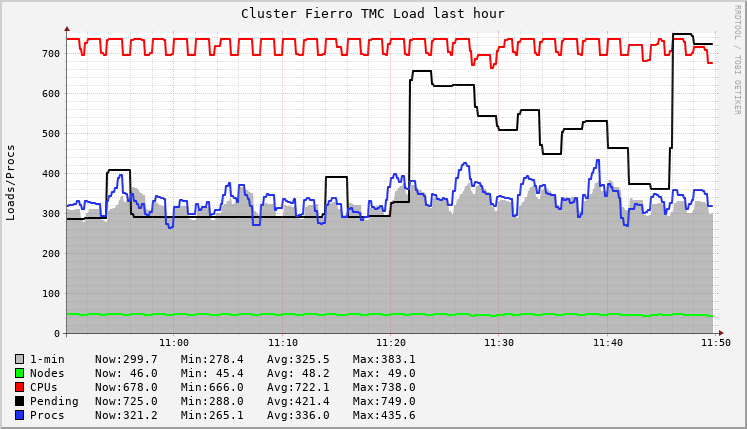 Cluster Fierro TMC Load last hour
RRDTOOL / TOBI OETIKER
Loads/Procs
700
600
500
400
300
200
100
0
11:00 11:10 11:20 11:30 11:40 11:50
1-min Now:299.7 Min:278.4 Avg:325.5 Max:383.1
Nodes Now: 46.0 Min: 45.4 Avg: 48.2 Max: 49.0
CPUs Now:678.0 Min:666.0 Avg:722.1 Max:738.0
Pending Now:725.0 Min:288.0 Avg:421.4 Max:749.0
Procs Now:321.2 Min:265.1 Avg:336.0 Max:435.6